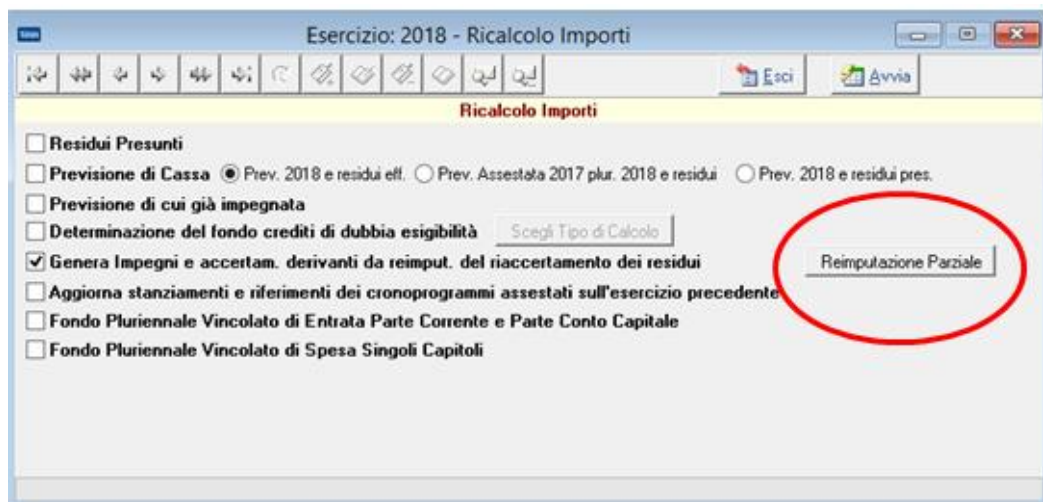 Esercizio: 2018 - Ricalcolo Importi
Esci Avvia
Ricalcolo Importi
Residui Presunti
Previsione di Cassa Prev. 2018 e residui eff. Prev. Assestata 2017 plur. 2018 e residui Prev. 2018 e residui pres.
Previsione di cui già impegnata
Determinazione del fondo crediti di dubbia esigibilità Scegli Tipo di Calcolo
Genera Impegni e accertam. derivanti da reimput. del riaccertamento dei residui Reimputazione Parziale
Aggiorna stanziamenti e riferimenti dei cronoprogrammi assestati sull'esercizio precedente
Fondo Pluriennale Vincolato di Entrata Parte Corrente e Parte Conto Capitale
Fondo Pluriennale Vincolato di Spesa Singoli Capitoli